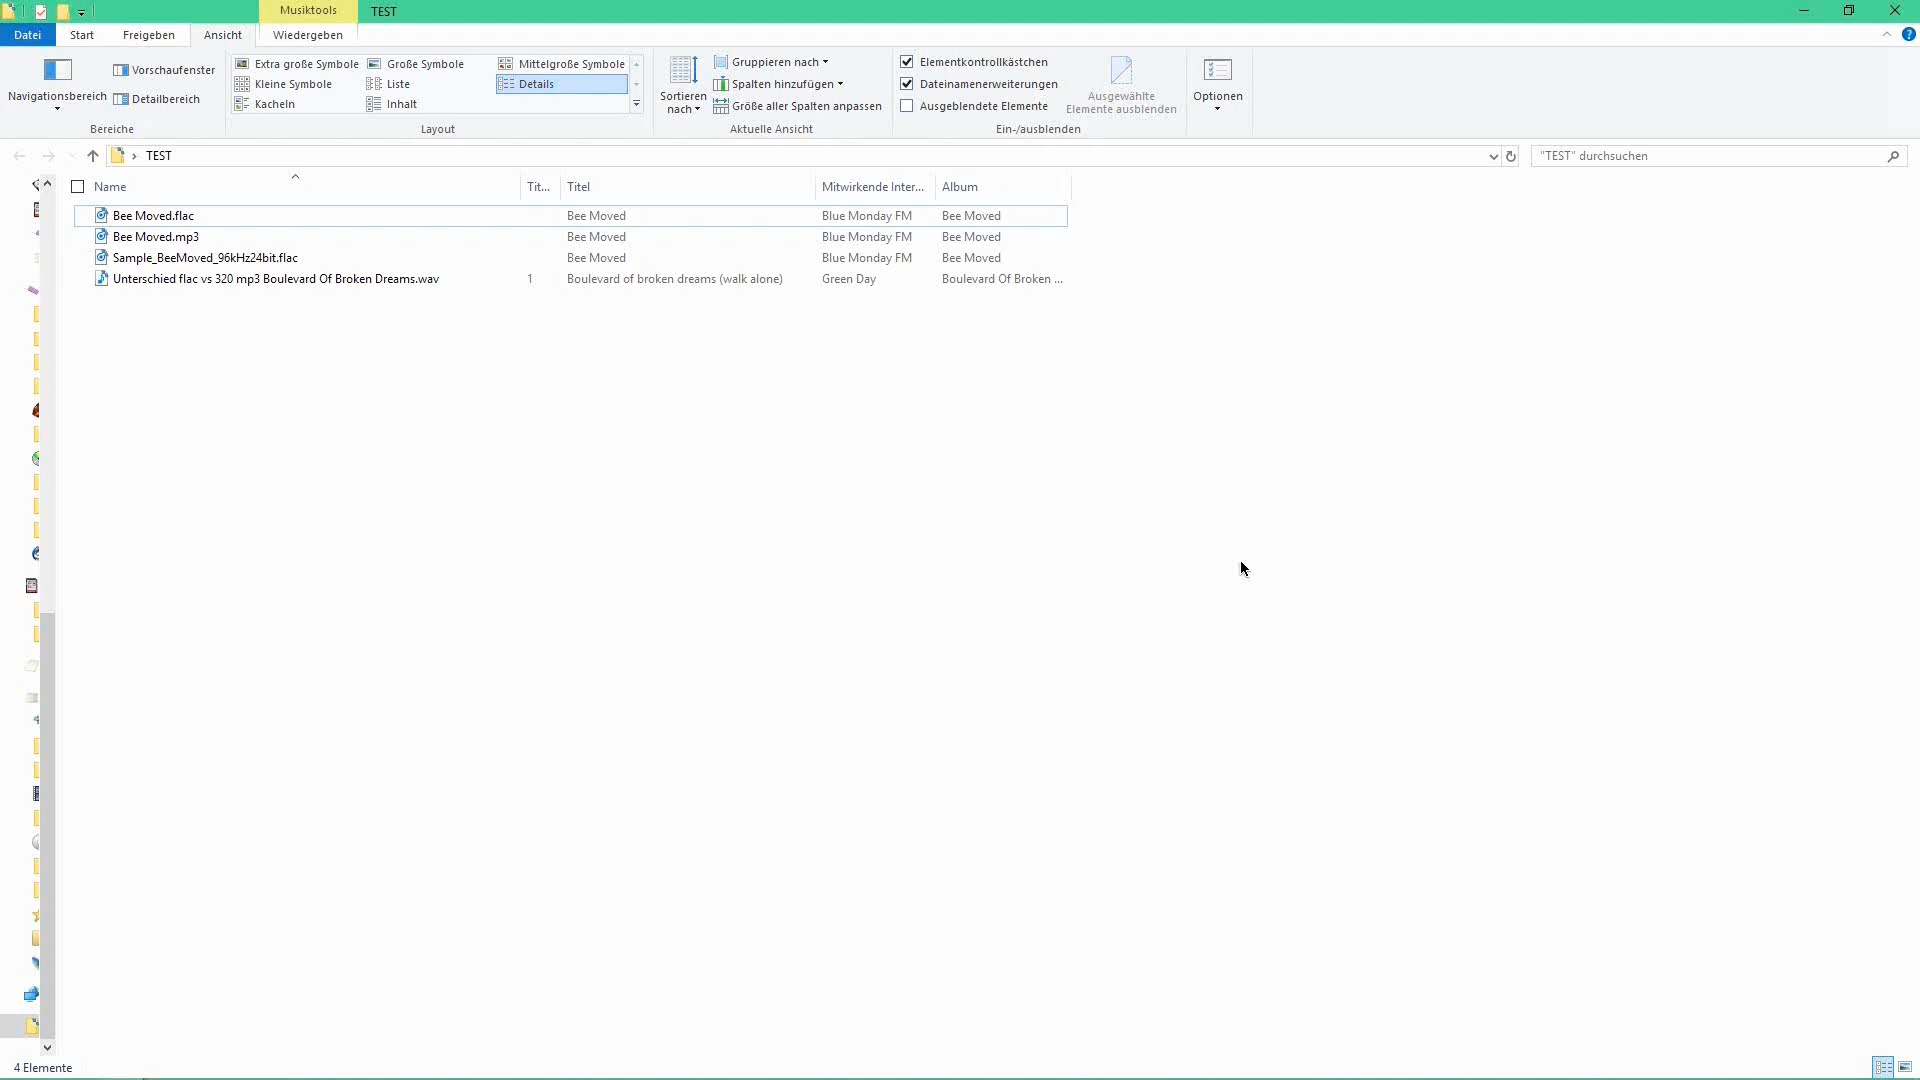 Musiktools TEST
Datei Start Freigeben Ansicht Wiedergeben
Navigationsbereich
Vorschaufenster
Detailbereich
Bereiche
Extra große Symbole Große Symbole Mittelgroße Symbole
Kleine Symbole Liste Details
Kacheln Inhalt
Layout
Sortieren
nach
Gruppieren nach
Spalten hinzufügen
Größe aller Spalten anpassen
Aktuelle Ansicht
Elementkontrollkästchen
Dateinamenerweiterungen
Ausgeblendete Elemente
Ausgewählte
Elemente ausblenden
Ein-/ausblenden
Optionen
TEST
"TEST" durchsuchen
Name Tit... Titel Mitwirkende Inter... Album
Bee Moved.flac Bee Moved Blue Monday FM Bee Moved
Bee Moved.mp3 Bee Moved Blue Monday FM Bee Moved
Sample_BeeMoved_96kHz24bit.flac Bee Moved Blue Monday FM Bee Moved
Unterschied flac vs 320 mp3 Boulevard Of Broken Dreams.wav 1 Boulevard of broken dreams (walk alone) Green Day Boulevard Of Broken ...
4 Elemente